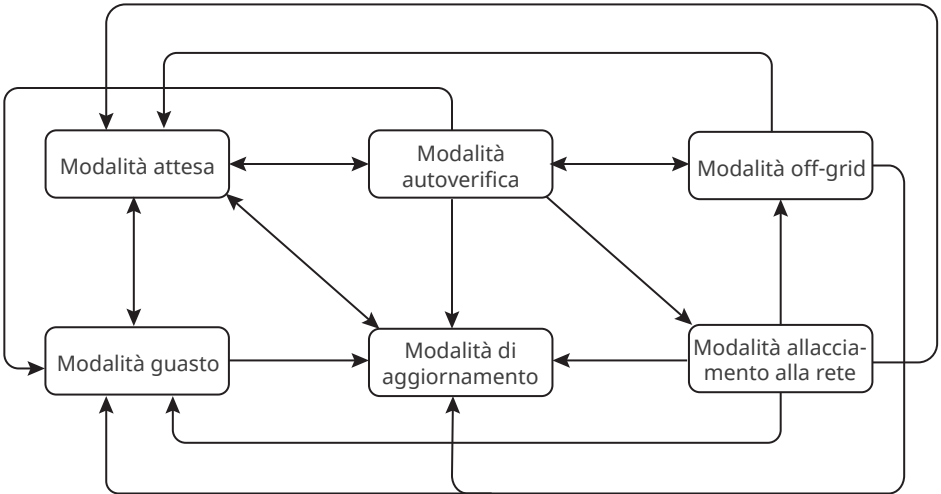 Modalità attesa
Modalità
autoverifica
Modalità off-grid
Modalità guasto
Modalità di
aggiornamento
Modalità allaccia-
mento alla rete